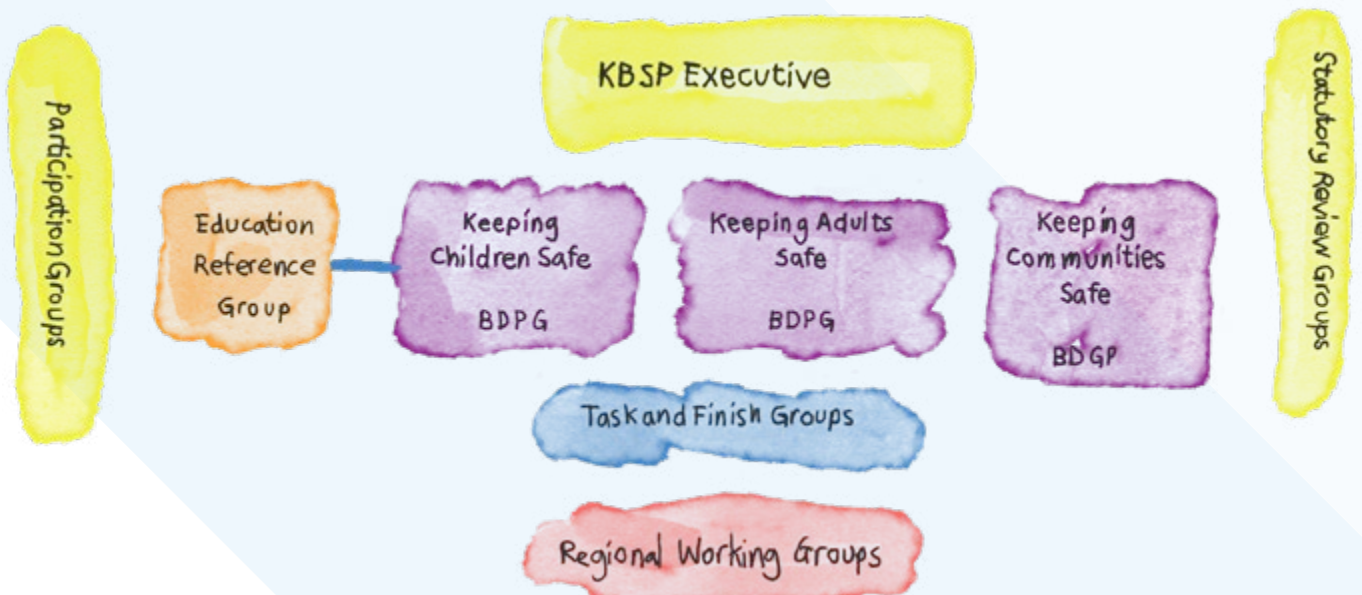 Participation Groups
KBSP Executive
Statutory Review Groups
Education
Reference
Group
Keeping
Children Safe
BDPG
Keeping Adults
Safe
BDPG
Keeping
Communities
Safe
BDGP
Task and Finish Groups
Regional Working Groups